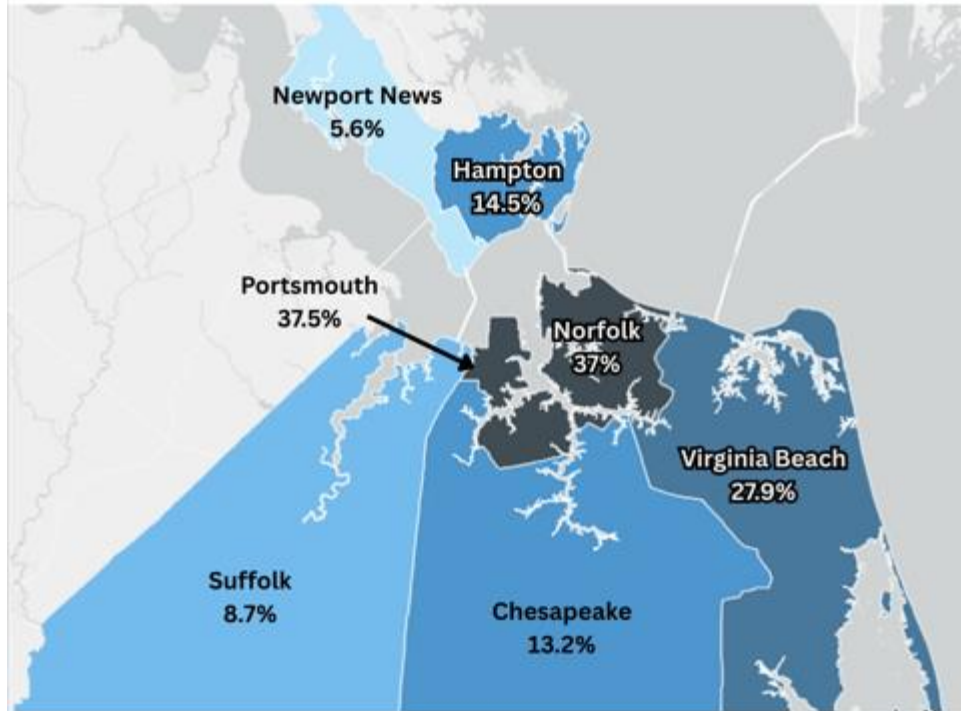 Newport News
5.6%
Hampton
14.5%
Portsmouth
37.5%
Norfolk
37%
Virginia Beach
27.9%
Suffolk
8.7%
Chesapeake
13.2%